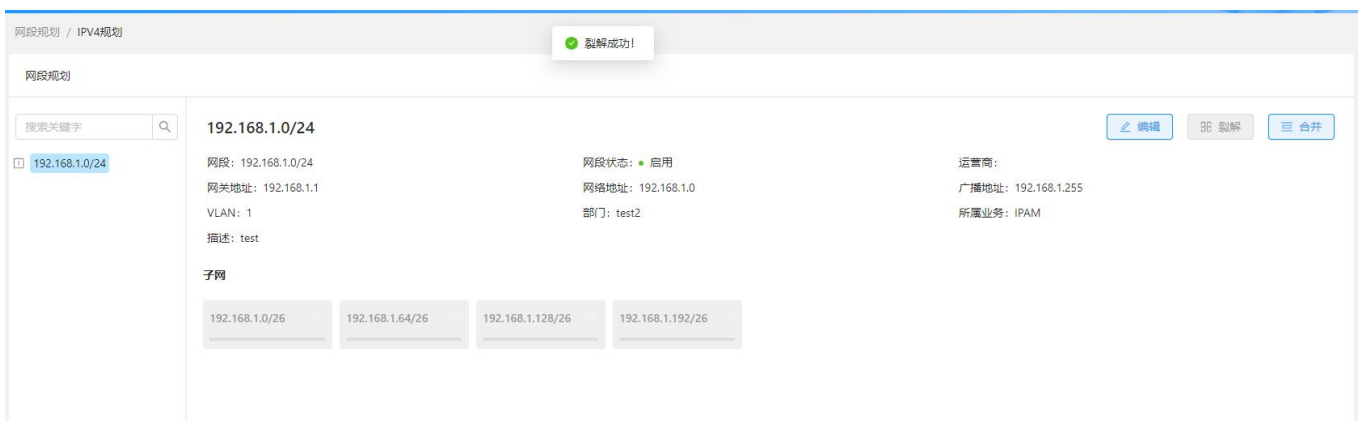 网段规划 / IPV4规划
裂解成功!
网段规划
搜索关键字
192.168.1.0/24
192.168.1.0/24
编辑 裂解 合并
网段: 192.168.1.0/24 网段状态: 启用 运营商:
网关地址: 192.168.1.1 网络地址: 192.168.1.0 广播地址: 192.168.1.255
VLAN: 1 部门: test2 所属业务: IPAM
描述: test
子网
192.168.1.0/26 192.168.1.64/26 192.168.1.128/26 192.168.1.192/26